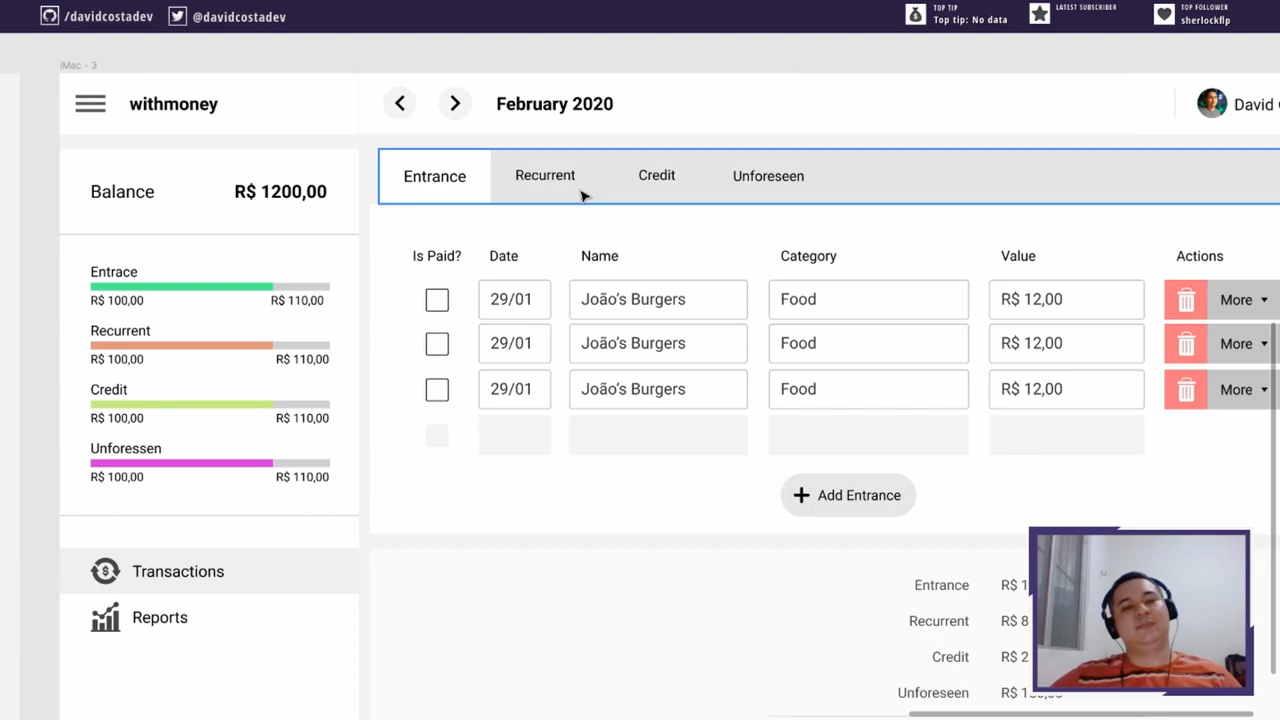 /davidcostadev
@davidcostadev
TOP TIP
Top tip: No data
LATEST SUBSCRIBER
TOP FOLLOWER
sherlockflp
iMac - 3
withmoney
February 2020
David
Balance
R$ 1200,00
Entrance
Recurrent
Credit
Unforeseen
Entrace
R$ 100,00
R$ 110,00
Recurrent
R$ 100,00
R$ 110,00
Credit
R$ 100,00
R$ 110,00
Unforessen
R$ 100,00
R$ 110,00
Is Paid?
Date
Name
Category
Value
Actions
29/01
João’s Burgers
Food
R$ 12,00
More
29/01
João’s Burgers
Food
R$ 12,00
More
29/01
João’s Burgers
Food
R$ 12,00
More
Add Entrance
Transactions
Reports
Entrance
R$ 1
Recurrent
R$ 8
Credit
R$ 2
Unforeseen
R$